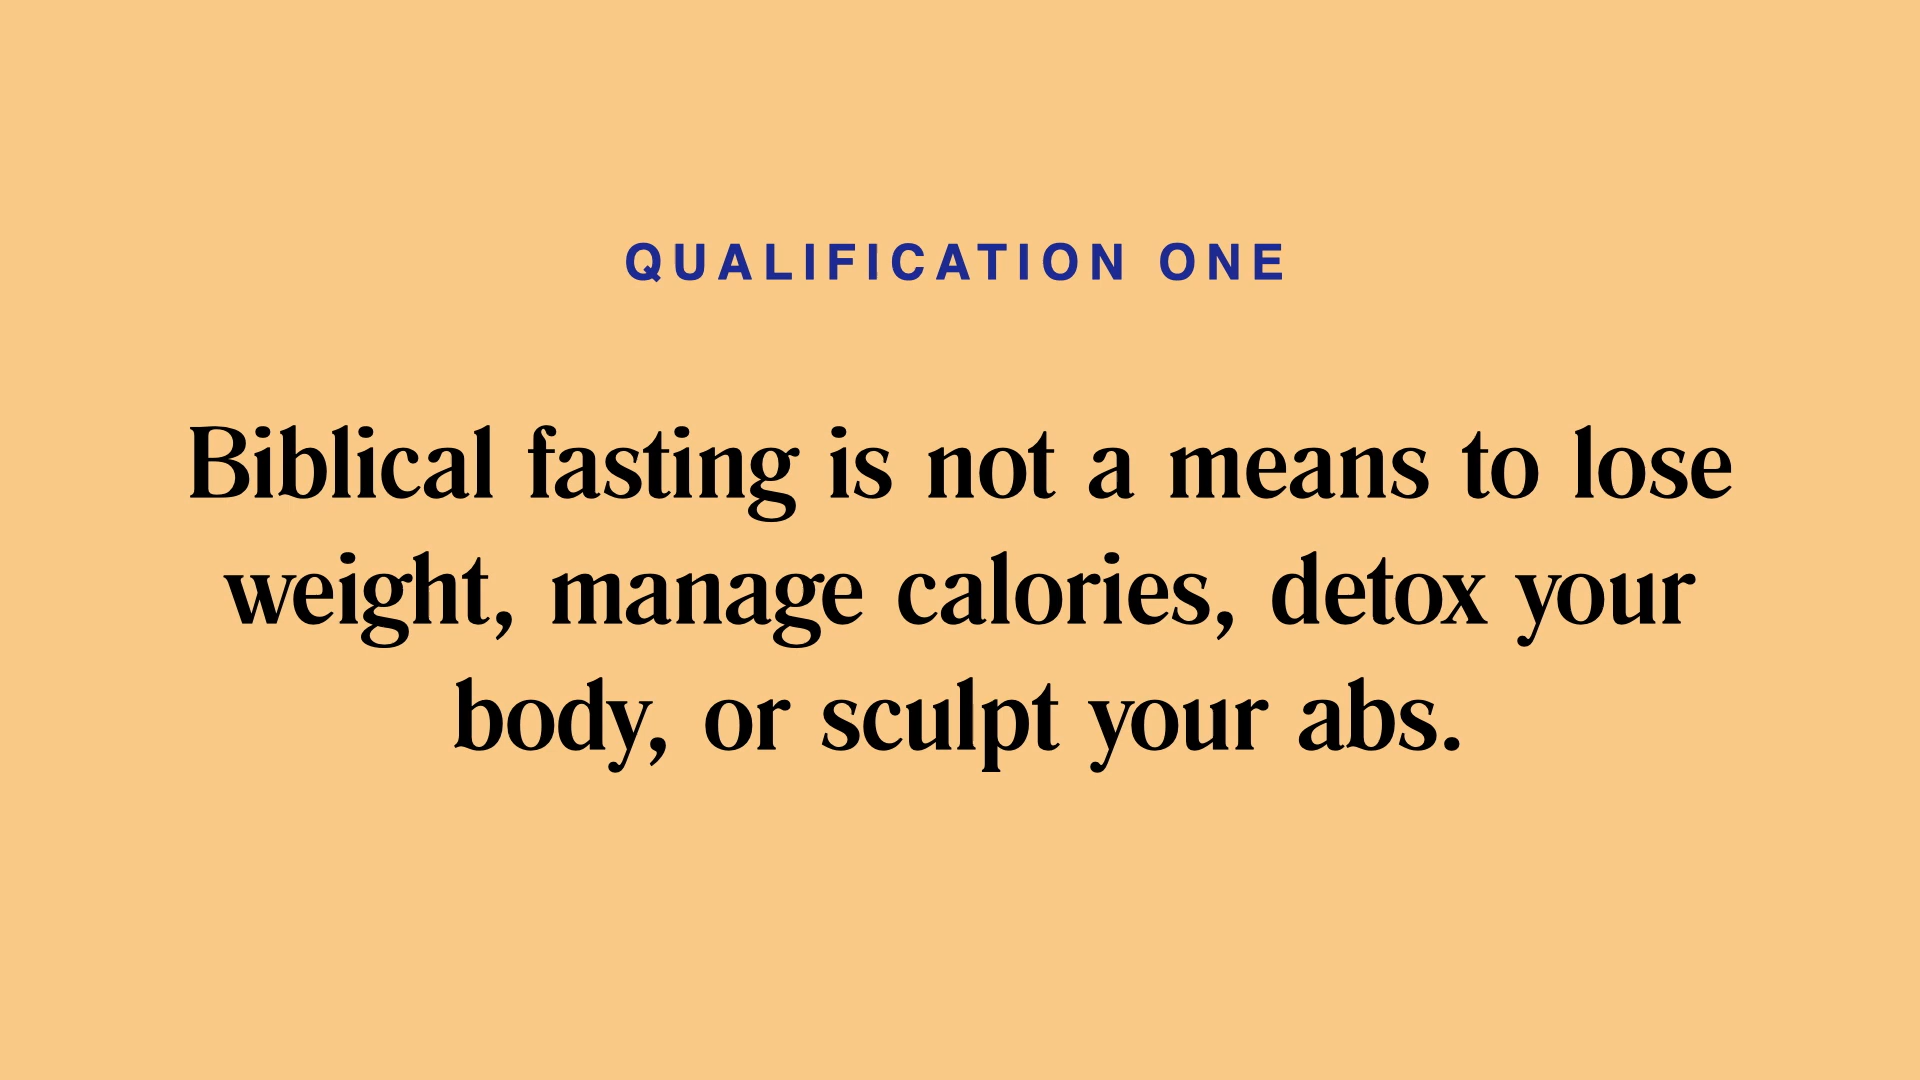 QUALIFICATION ONE
Biblical fasting is not a means to lose
weight, manage calories, detox your
body, or sculpt your abs.